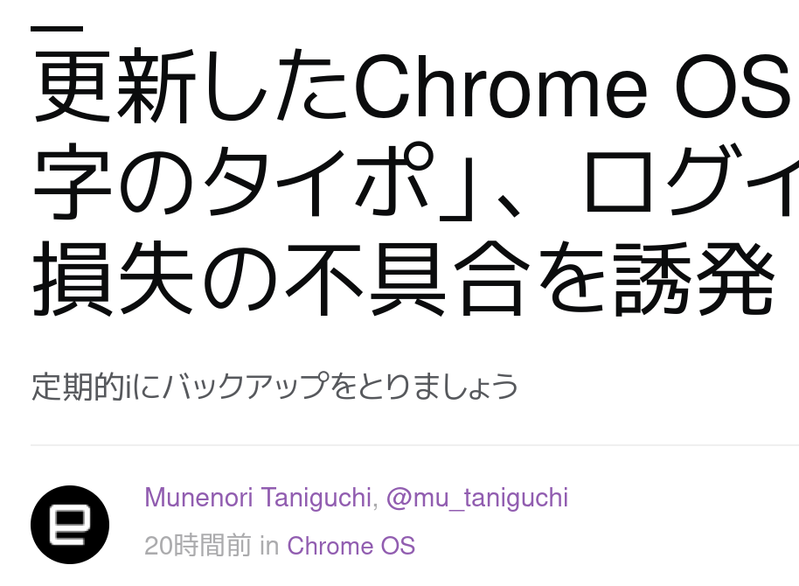 更新したChrome OS
字のタイポ」、ログイ
損失の不具合を誘発
定期的iにバックアップをとりましょう
Munenori Taniguchi, @mu_taniguchi
20時間前 in Chrome OS